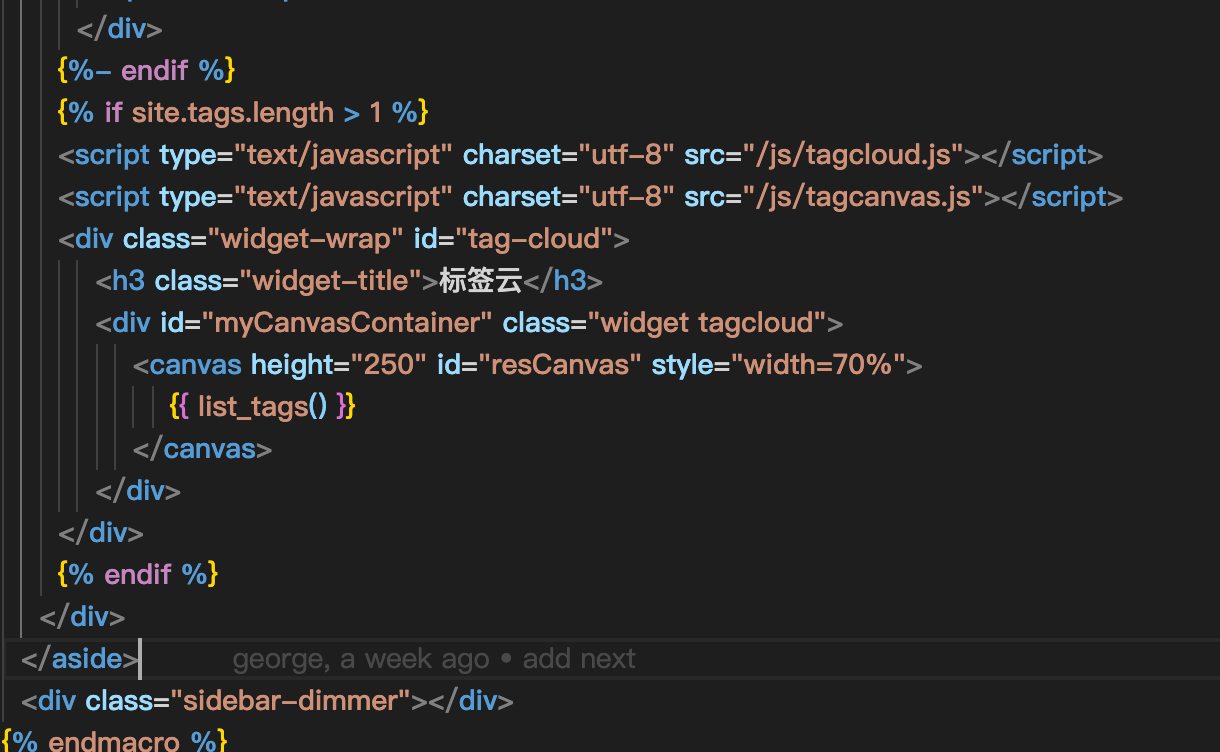 </div>
{%- endif %}
{% if site.tags.length > 1 %}
<script type="text/javascript" charset="utf-8" src="/js/tagcloud.js"></script>
<script type="text/javascript" charset="utf-8" src="/js/tagcanvas.js"></script>
<div class="widget-wrap" id="tag-cloud">
<h3 class="widget-title">标签云</h3>
<div id="myCanvasContainer" class="widget tagcloud">
<canvas height="250" id="resCanvas" style="width=70%">
{{ list_tags() }}
</canvas>
</div>
</div>
{% endif %}
</div>
</aside> george, a week ago • add next
<div class="sidebar-dimmer"></div>
{% endmacro %}